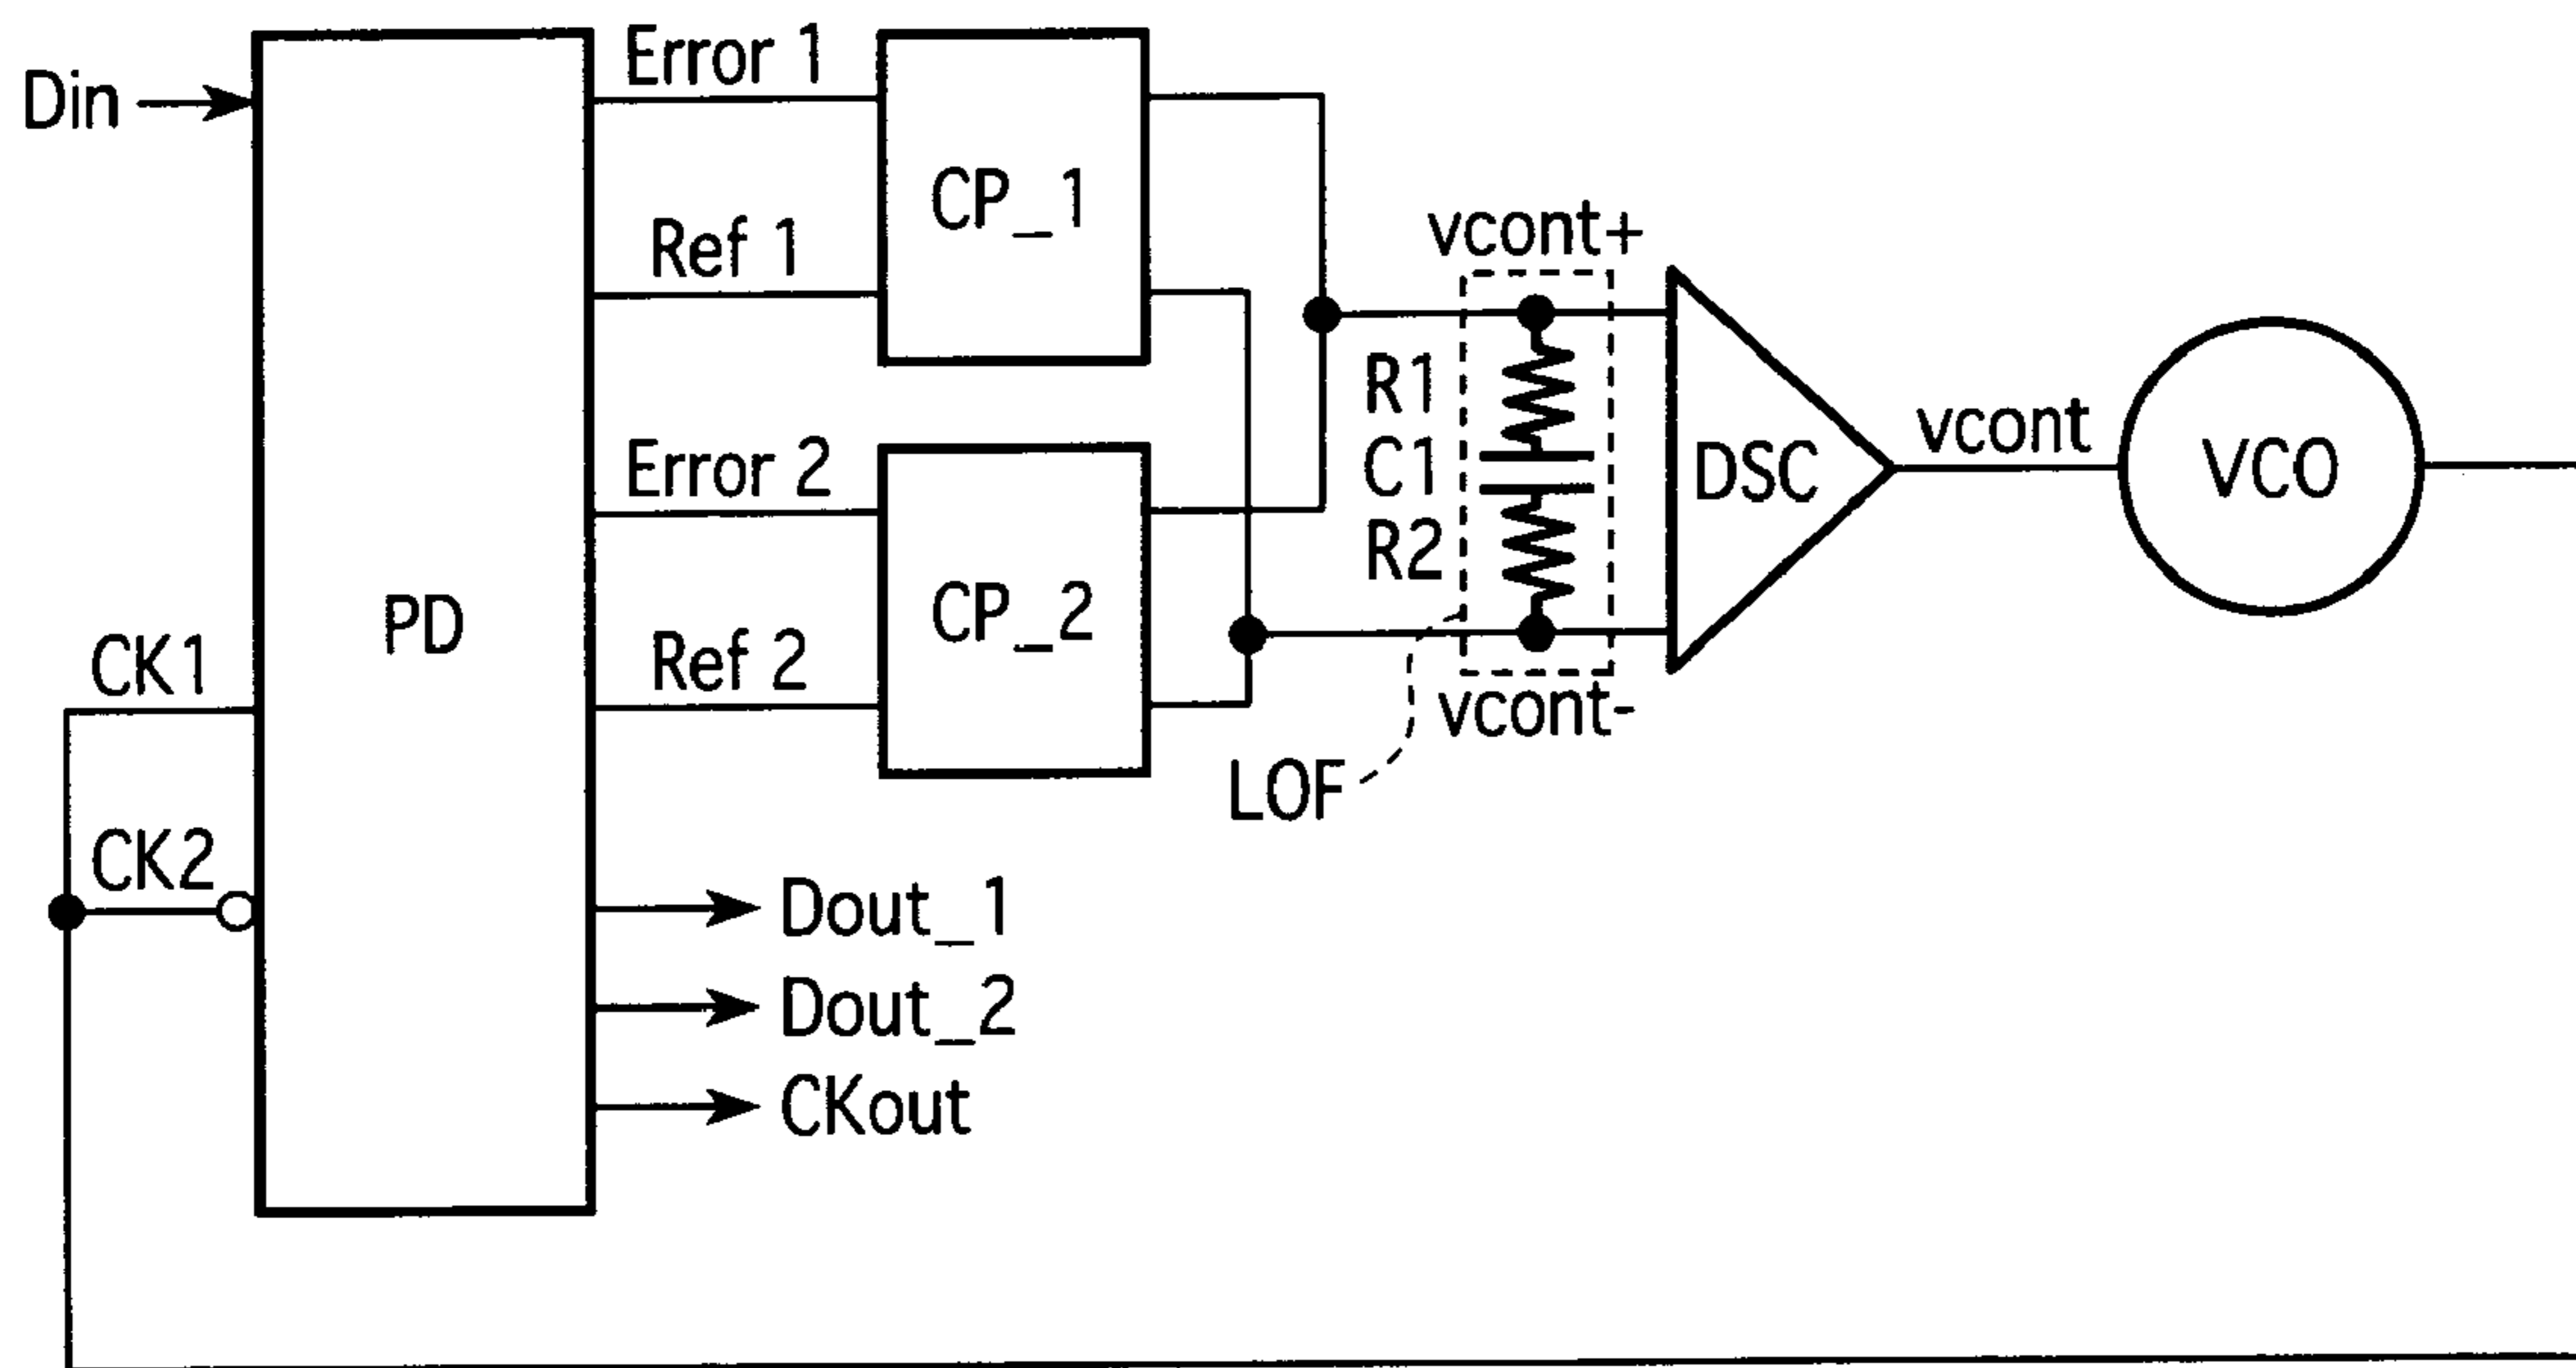 Din
Error 1
Ref 1
Error 2
Ref 2
PD
CK1
CK2
CP_1
CP_2
vcont+
R1
C1
R2
vcont-
LOF
DSC
vcont
VCO
Dout_1
Dout_2
CKout